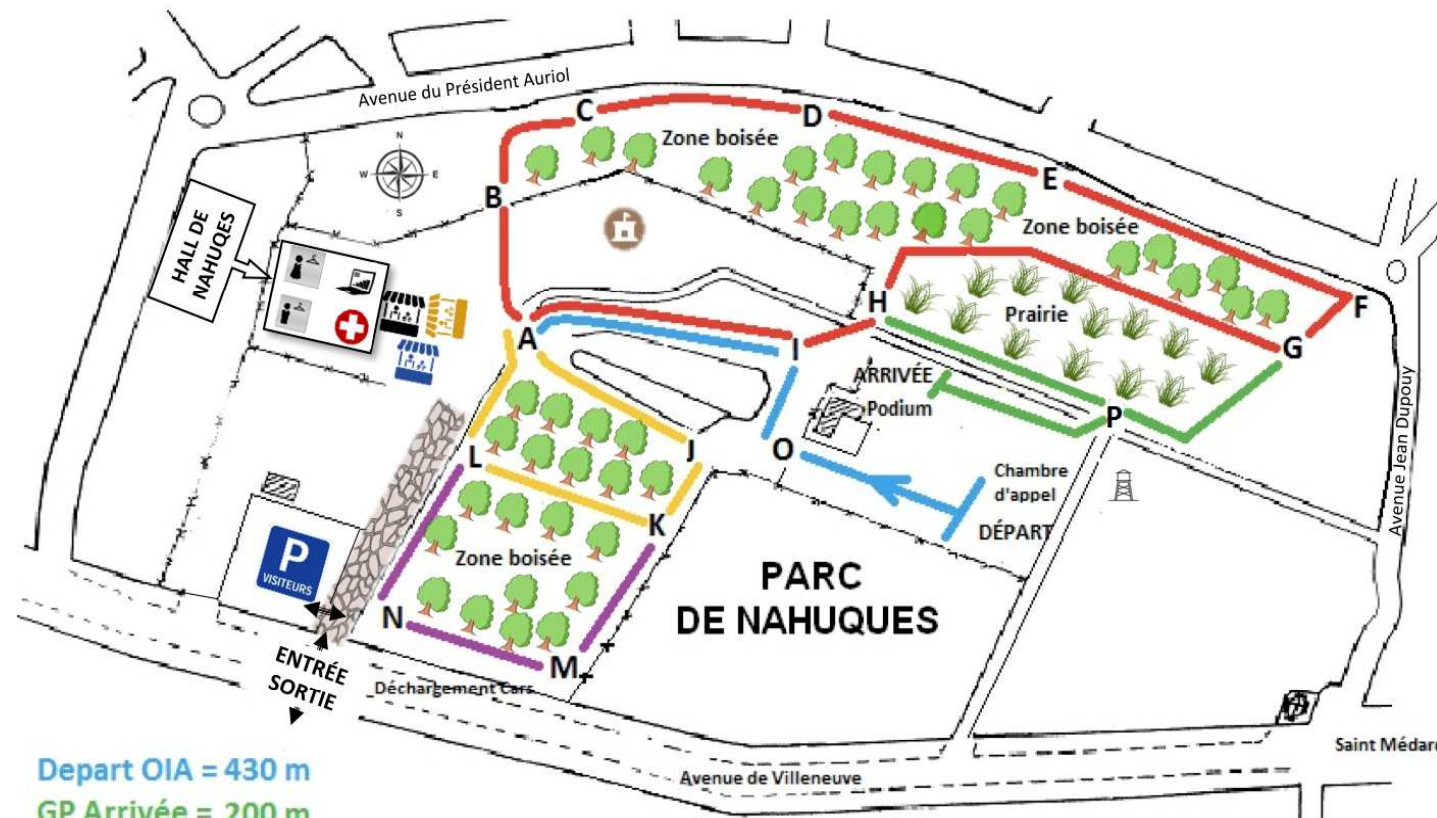 Avenue du Président Auriol
C
D
Zone boisée
N
W
E
S
E
B
HALL DE
NAHUQES
Zone boisée
F
H
Prairie
A
I
G
ARRIVÉE
Podium
P
Avenue Jean Dupouy
J
O
L
Chambre
d'appel
K
DÉPART
Zone boisée
P
VISITEURS
PARC
DE NAHUQUES
N
M
ENTRÉE
SORTIE
Déchargement Cars
Saint Médard
Avenue de Villeneuve
Depart OIA = 430 m
GP Arrivée = 200 m